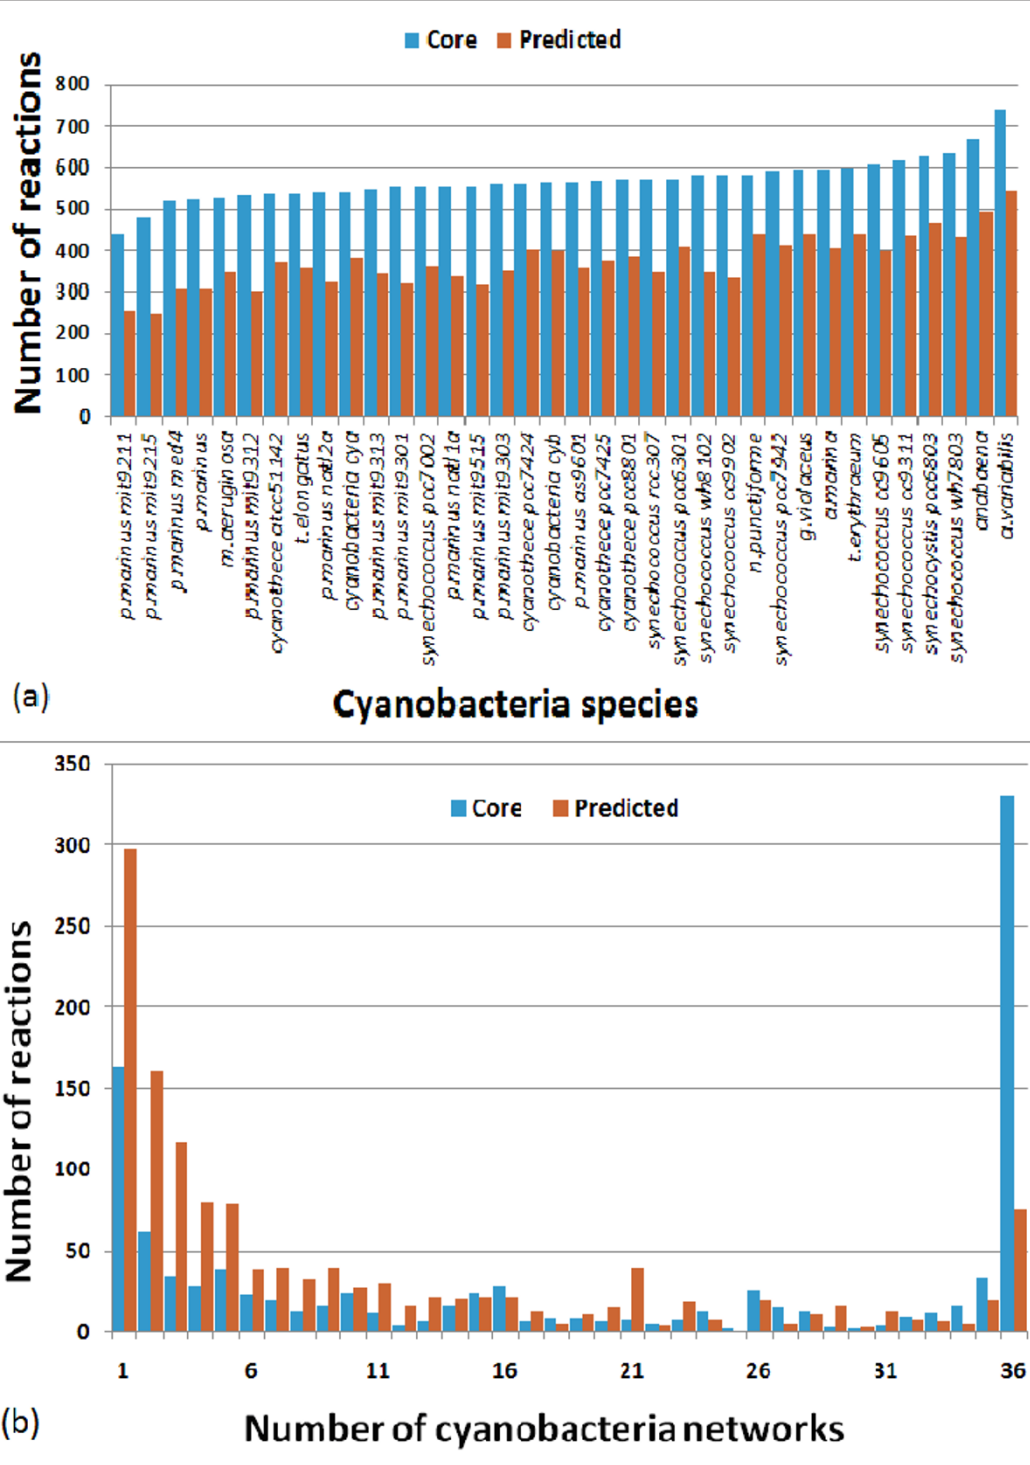 Core Predicted
Number of reactions
800
700
600
500
400
300
200
100
0
p.marinus mit9211
p.marinus mit9215
p.marinus med4
p.marinus
m.aeruginosa
p.marinus mit9312
cyanothece atcc51142
t.elongatus
p.marinus natl2a
cyanobacteria cya
p.marinus mit9313
p.marinus mit9301
synechococcus pcc7002
p.marinus natl1a
p.marinus mit9515
p.marinus mit9303
cyanothece pcc7424
cyanobacteria cyb
p.marinus as9601
cyanothece pcc7425
cyanothece pcc8801
synechococcus rcc307
synechococcus pcc6301
synechococcus wh8102
synechococcus cc9902
n.punctiforme
synechococcus pcc7942
g.violaceus
a.marina
t.erythraeum
synechococcus cc9605
synechococcus cc9311
synechocystis pcc6803
synechococcus wh7803
anabaena
a.variabilis
(a)
Cyanobacteria species
Core Predicted
Number of reactions
350
300
250
200
150
100
50
0
1 6 11 16 21 26 31 36
(b)
Number of cyanobacteria networks